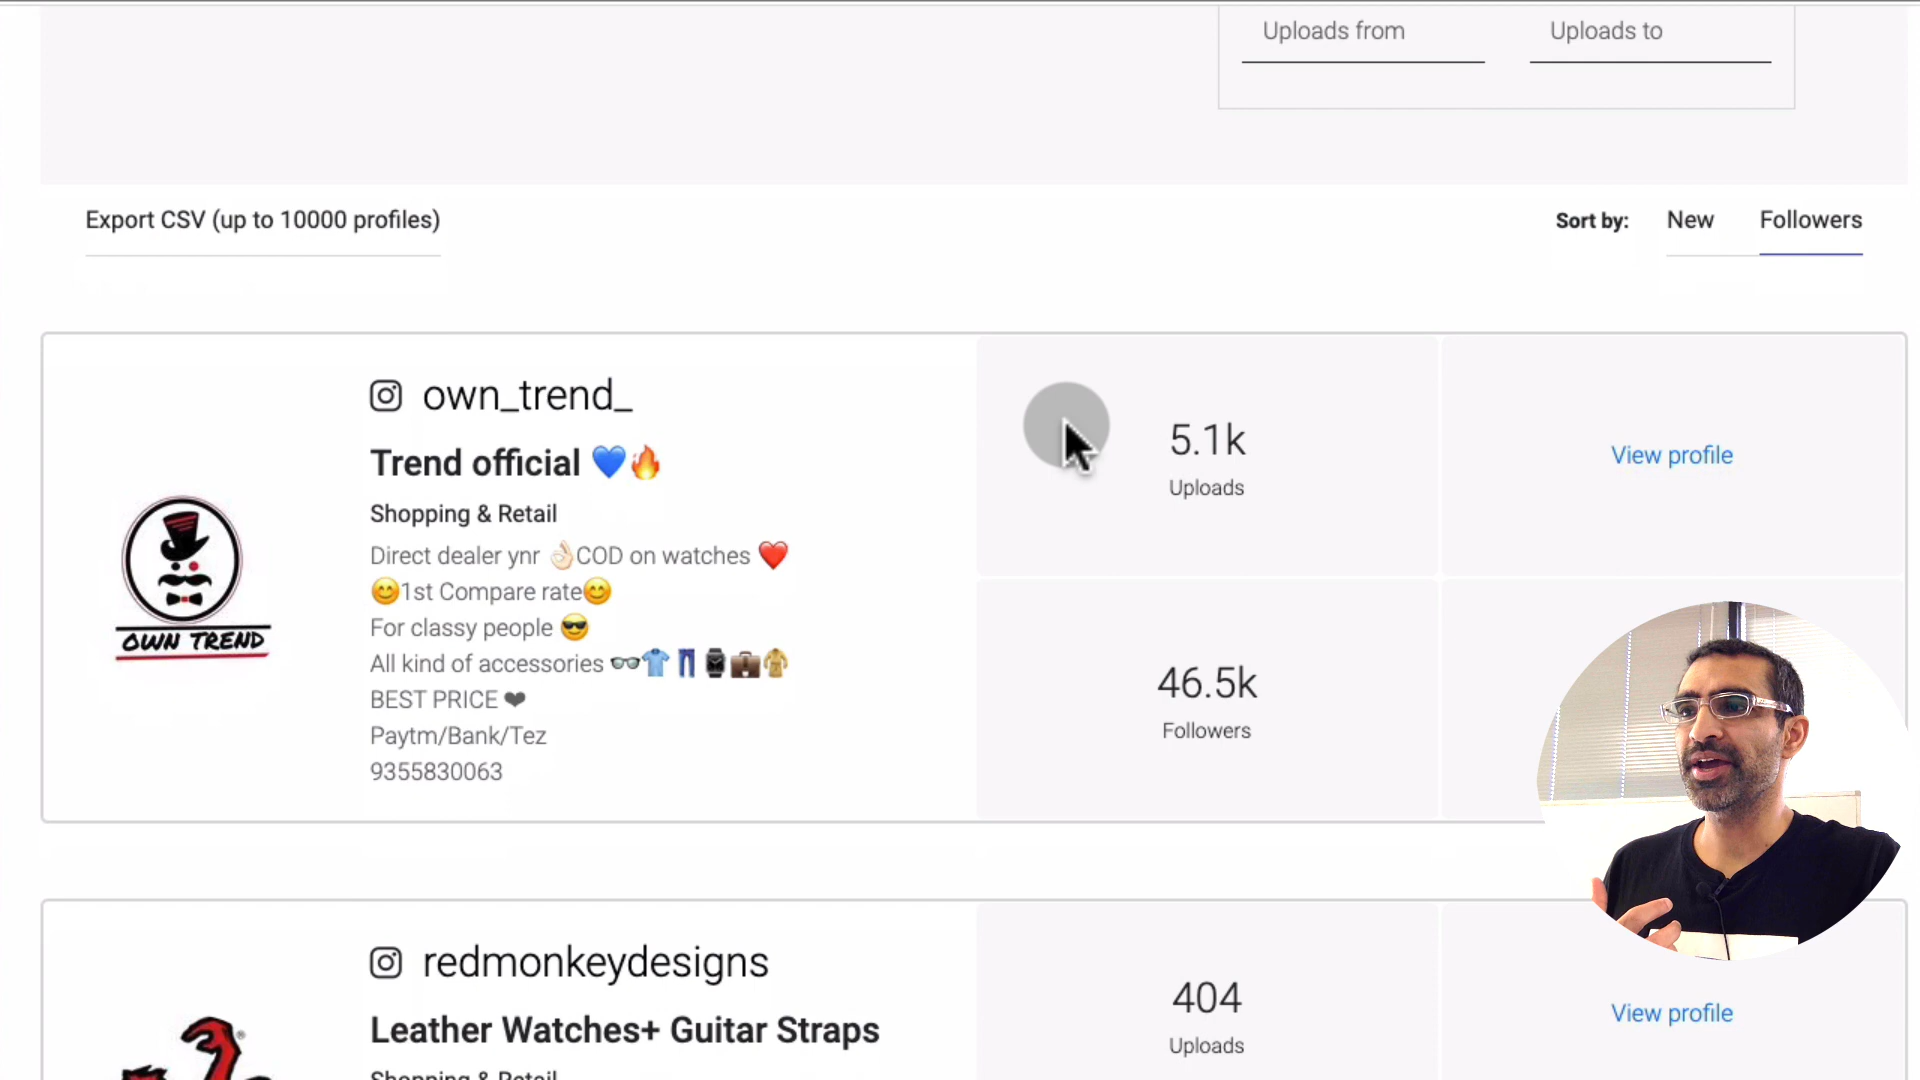 Uploads from
Uploads to
Export CSV (up to 10000 profiles)
Sort by: New Followers
own_trend_
Trend official 💙🔥
Shopping & Retail
Direct dealer ynr 👌🏻COD on watches ❤️
😊1st Compare rate😊
For classy people 😎
All kind of accessories 👓👕👖⌚💼🧥
BEST PRICE ❤
Paytm/Bank/Tez
9355830063
OWN TREND
5.1k
Uploads
View profile
46.5k
Followers
redmonkeydesigns
Leather Watches+ Guitar Straps
Shopping & Retail
404
Uploads
View profile